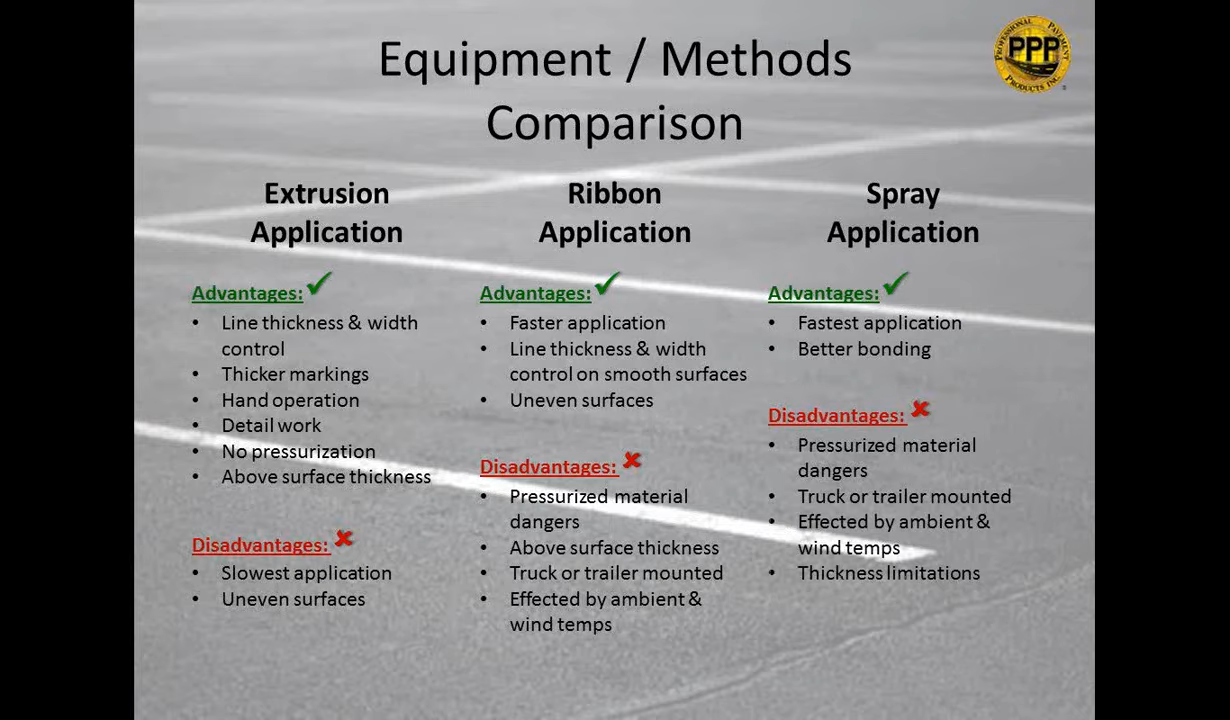 Equipment / Methods
Comparison
PROFESSIONAL PAVEMENT
PPP
PRODUCTS INC.
Extrusion
Application
Advantages:
• Line thickness & width
control
• Thicker markings
• Hand operation
• Detail work
• No pressurization
• Above surface thickness
Disadvantages:
• Slowest application
• Uneven surfaces
Ribbon
Application
Advantages:
• Faster application
• Line thickness & width
control on smooth surfaces
• Uneven surfaces
Disadvantages:
• Pressurized material
dangers
• Above surface thickness
• Truck or trailer mounted
• Effected by ambient &
wind temps
Spray
Application
Advantages:
• Fastest application
• Better bonding
Disadvantages:
• Pressurized material
dangers
• Truck or trailer mounted
• Effected by ambient &
wind temps
• Thickness limitations